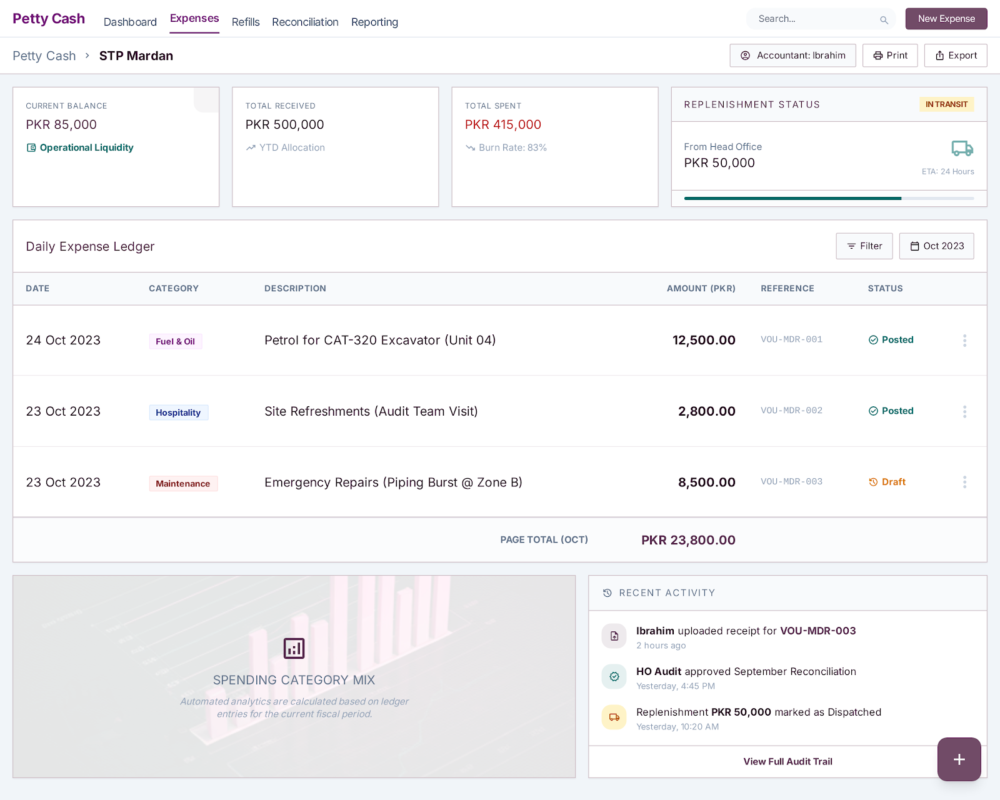 Petty Cash
Dashboard
Expenses
Refills
Reconciliation
Reporting
Search...
New Expense
Petty Cash › STP Mardan
Accountant: Ibrahim
Print
Export
CURRENT BALANCE
PKR 85,000
Operational Liquidity
TOTAL RECEIVED
PKR 500,000
YTD Allocation
TOTAL SPENT
PKR 415,000
Burn Rate: 83%
REPLENISHMENT STATUS
IN TRANSIT
From Head Office
PKR 50,000
ETA: 24 Hours
Daily Expense Ledger
Filter
Oct 2023
DATE CATEGORY DESCRIPTION AMOUNT (PKR) REFERENCE STATUS
24 Oct 2023 Fuel & Oil Petrol for CAT-320 Excavator (Unit 04) 12,500.00 VOU-MDR-001 Posted
23 Oct 2023 Hospitality Site Refreshments (Audit Team Visit) 2,800.00 VOU-MDR-002 Posted
23 Oct 2023 Maintenance Emergency Repairs (Piping Burst @ Zone B) 8,500.00 VOU-MDR-003 Draft
PAGE TOTAL (OCT) PKR 23,800.00
SPENDING CATEGORY MIX
Automated analytics are calculated based on ledger
entries for the current fiscal period.
RECENT ACTIVITY
Ibrahim uploaded receipt for VOU-MDR-003
2 hours ago
HO Audit approved September Reconciliation
Yesterday, 4:45 PM
Replenishment PKR 50,000 marked as Dispatched
Yesterday, 10:20 AM
View Full Audit Trail